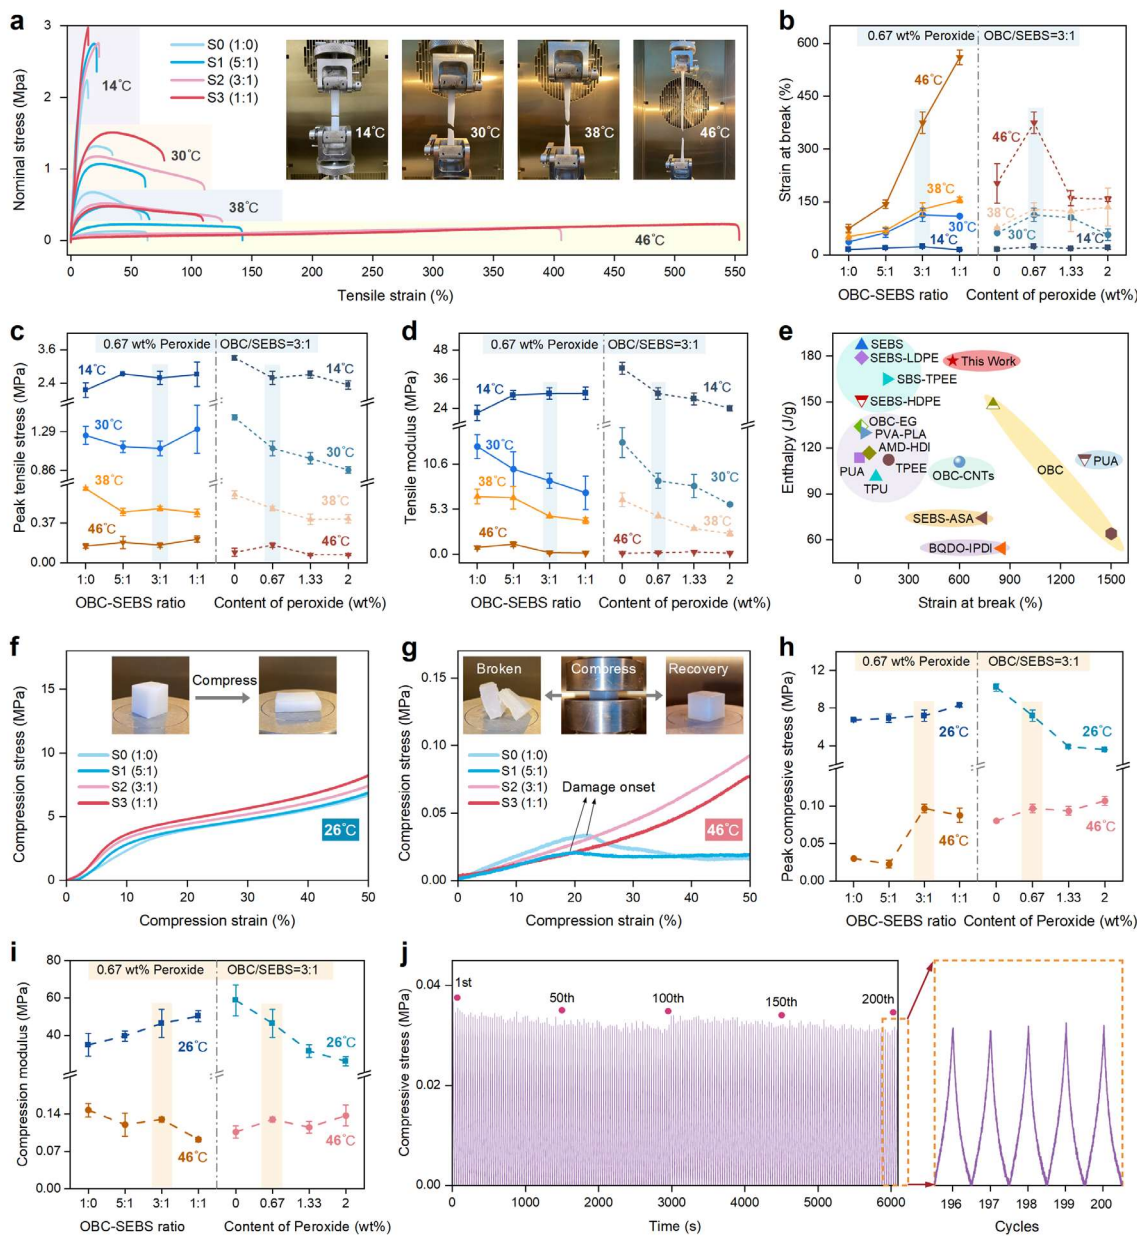 a
3
2
1
0
Nominal stress (Mpa)
S0 (1:0)
S1 (5:1)
S2 (3:1)
S3 (1:1)
14°C
30°C
38°C
46°C
14°C
30°C
38°C
46°C
0 50 100 150 200 250 300 350 400 450 500 550
Tensile strain (%)
b
0.67 wt% Peroxide OBC/SEBS=3:1
600
450
300
150
0
Strain at break (%)
46°C
38°C
30°C
14°C
46°C
38°C
30°C
14°C
1:0 5:1 3:1 1:1 0 0.67 1.33 2
OBC-SEBS ratio Content of peroxide (wt%)
c
0.67 wt% Peroxide OBC/SEBS=3:1
3.6
2.4
1.29
0.86
0.37
0.00
Peak tensile stress (MPa)
14°C
30°C
38°C
46°C
14°C
30°C
38°C
46°C
1:0 5:1 3:1 1:1 0 0.67 1.33 2
OBC-SEBS ratio Content of peroxide (wt%)
d
0.67 wt% Peroxide OBC/SEBS=3:1
48
36
24
10.6
5.3
0.0
Tensile modulus (MPa)
14°C
30°C
38°C
46°C
14°C
30°C
38°C
46°C
1:0 5:1 3:1 1:1 0 0.67 1.33 2
OBC-SEBS ratio Content of peroxide (wt%)
e
180
150
120
90
60
Enthalpy (J/g)
SEBS
SEBS-LDPE
This Work
SBS-TPEE
SEBS-HDPE
OBC-EG
PVA-PLA
AMD-HDI
PUA
TPEE
TPU
OBC-CNTs
OBC
PUA
SEBS-ASA
BQDO-IPDI
0 300 600 900 1200 1500
Strain at break (%)
f
15
10
5
0
Compression stress (MPa)
Compress
S0 (1:0)
S1 (5:1)
S2 (3:1)
S3 (1:1)
26°C
0 10 20 30 40 50
Compression strain (%)
g
0.15
0.10
0.05
0.00
Compression stress (MPa)
Broken Compress Recovery
S0 (1:0)
S1 (5:1)
S2 (3:1)
S3 (1:1)
Damage onset
46°C
0 10 20 30 40 50
Compression strain (%)
h
0.67 wt% Peroxide OBC/SEBS=3:1
12
8
4
0.10
0.05
0.00
Peak compressive stress (MPa)
26°C
46°C
26°C
46°C
1:0 5:1 3:1 1:1 0 0.67 1.33 2
OBC-SEBS ratio Content of Peroxide (wt%)
i
0.67 wt% Peroxide OBC/SEBS=3:1
80
60
40
20
0.14
0.07
0.00
Compression modulus (MPa)
26°C
46°C
26°C
46°C
1:0 5:1 3:1 1:1 0 0.67 1.33 2
OBC-SEBS ratio Content of Peroxide (wt%)
j
0.04
0.02
0.00
Compressive stress (MPa)
1st
50th
100th
150th
200th
0 1000 2000 3000 4000 5000 6000
Time (s)
196 197 198 199 200
Cycles